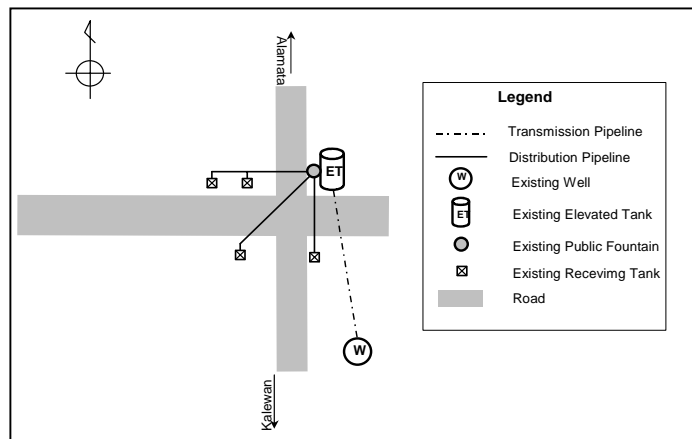 Alamata
Legend
Transmission Pipeline
Distribution Pipeline
W
Existing Well
ET
Existing Elevated Tank
Existing Public Fountain
Existing Recevimg Tank
Road
ET
W
Kalewan